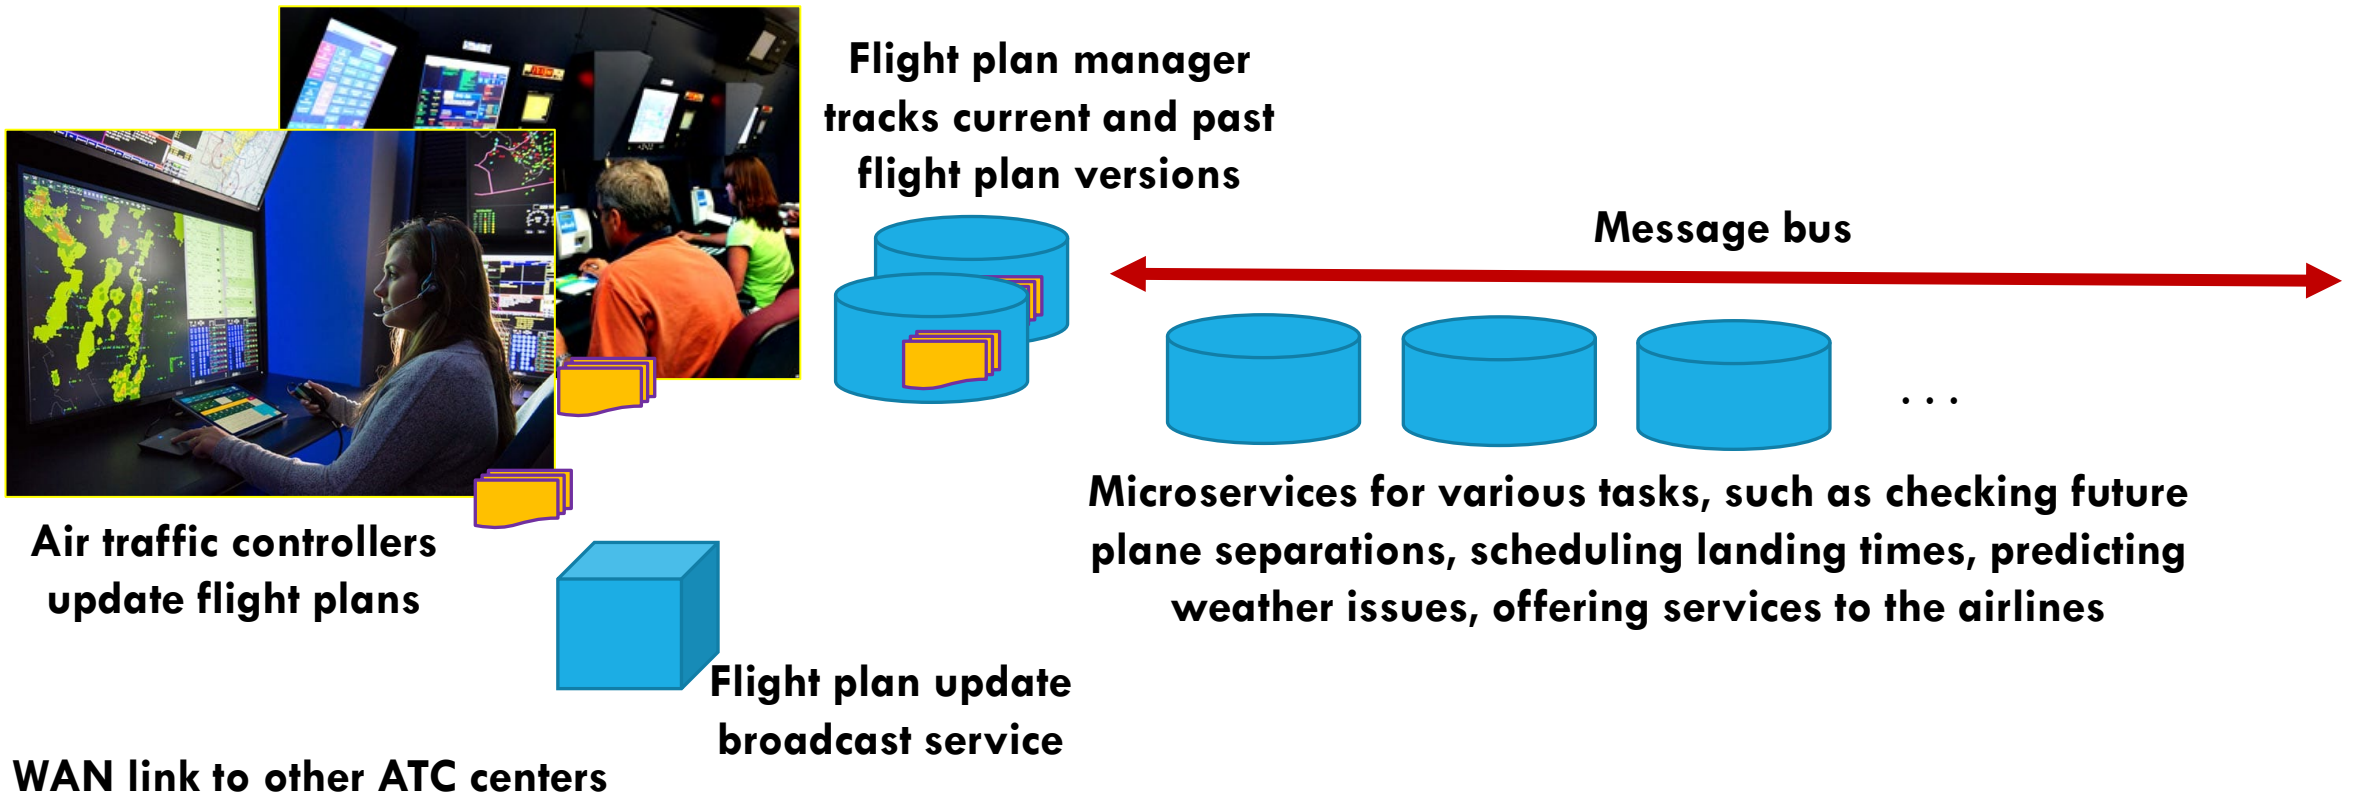 Flight plan manager
tracks current and past
flight plan versions
Message bus
. . .
Microservices for various tasks, such as checking future
plane separations, scheduling landing times, predicting
weather issues, offering services to the airlines
Air traffic controllers
update flight plans
Flight plan update
broadcast service
WAN link to other ATC centers